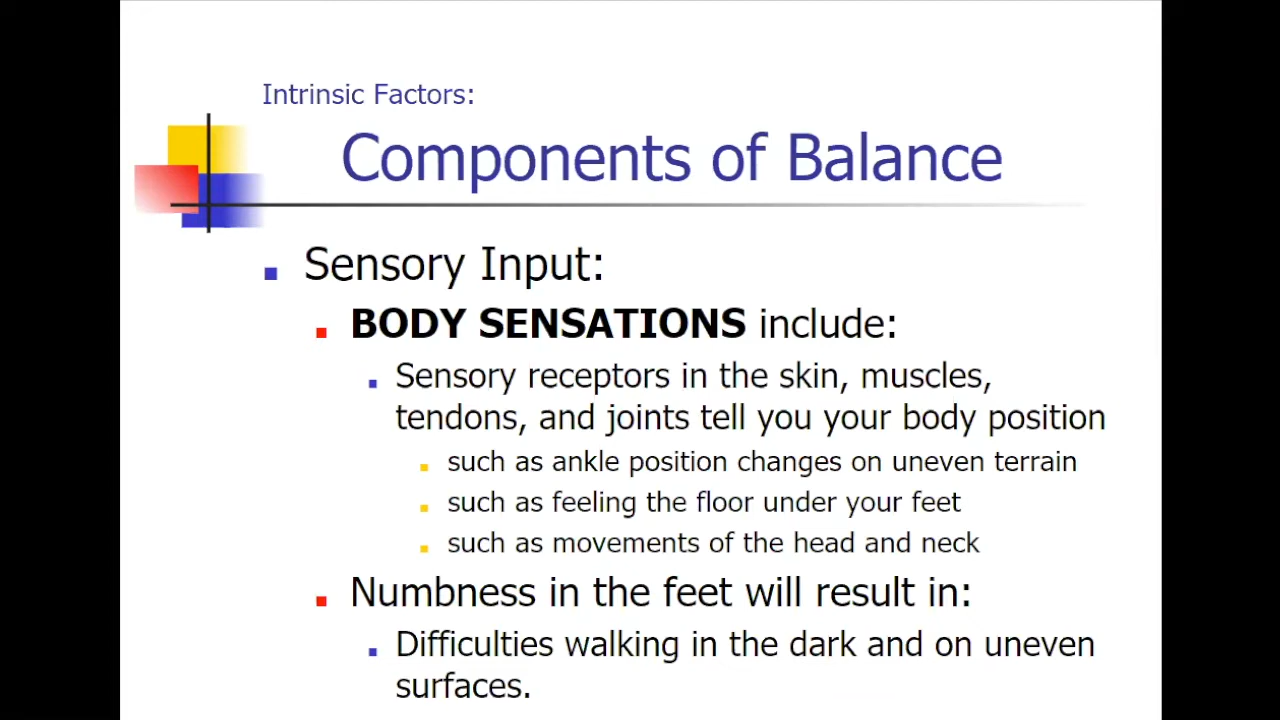 Intrinsic Factors:
Components of Balance
Sensory Input:
BODY SENSATIONS include:
Sensory receptors in the skin, muscles,
tendons, and joints tell you your body position
such as ankle position changes on uneven terrain
such as feeling the floor under your feet
such as movements of the head and neck
Numbness in the feet will result in:
Difficulties walking in the dark and on uneven
surfaces.